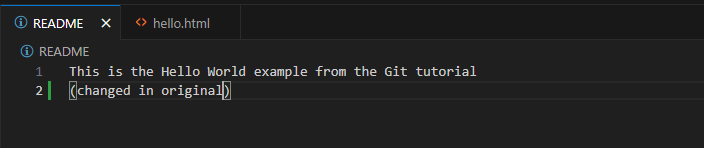 README
hello.html
README
1 This is the Hello World example from the Git tutorial
2 (changed in original)